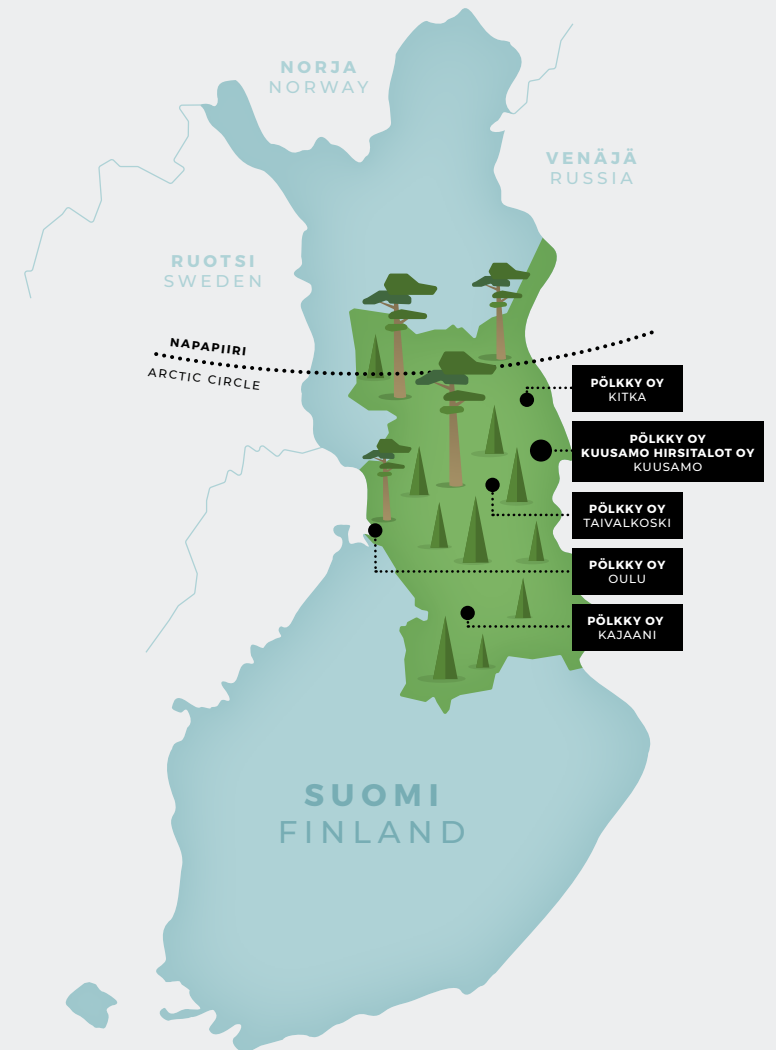 NORJA
NORWAY
VENÄJÄ
RUSSIA
RUOTSI
SWEDEN
NAPAPIIRI
ARCTIC CIRCLE
PÖLKKY OY
KITKA
PÖLKKY OY
KUUSAMO HIRSITALOT OY
KUUSAMO
PÖLKKY OY
TAIVALKOSKI
PÖLKKY OY
OULU
PÖLKKY OY
KAJAANI
SUOMI
FINLAND